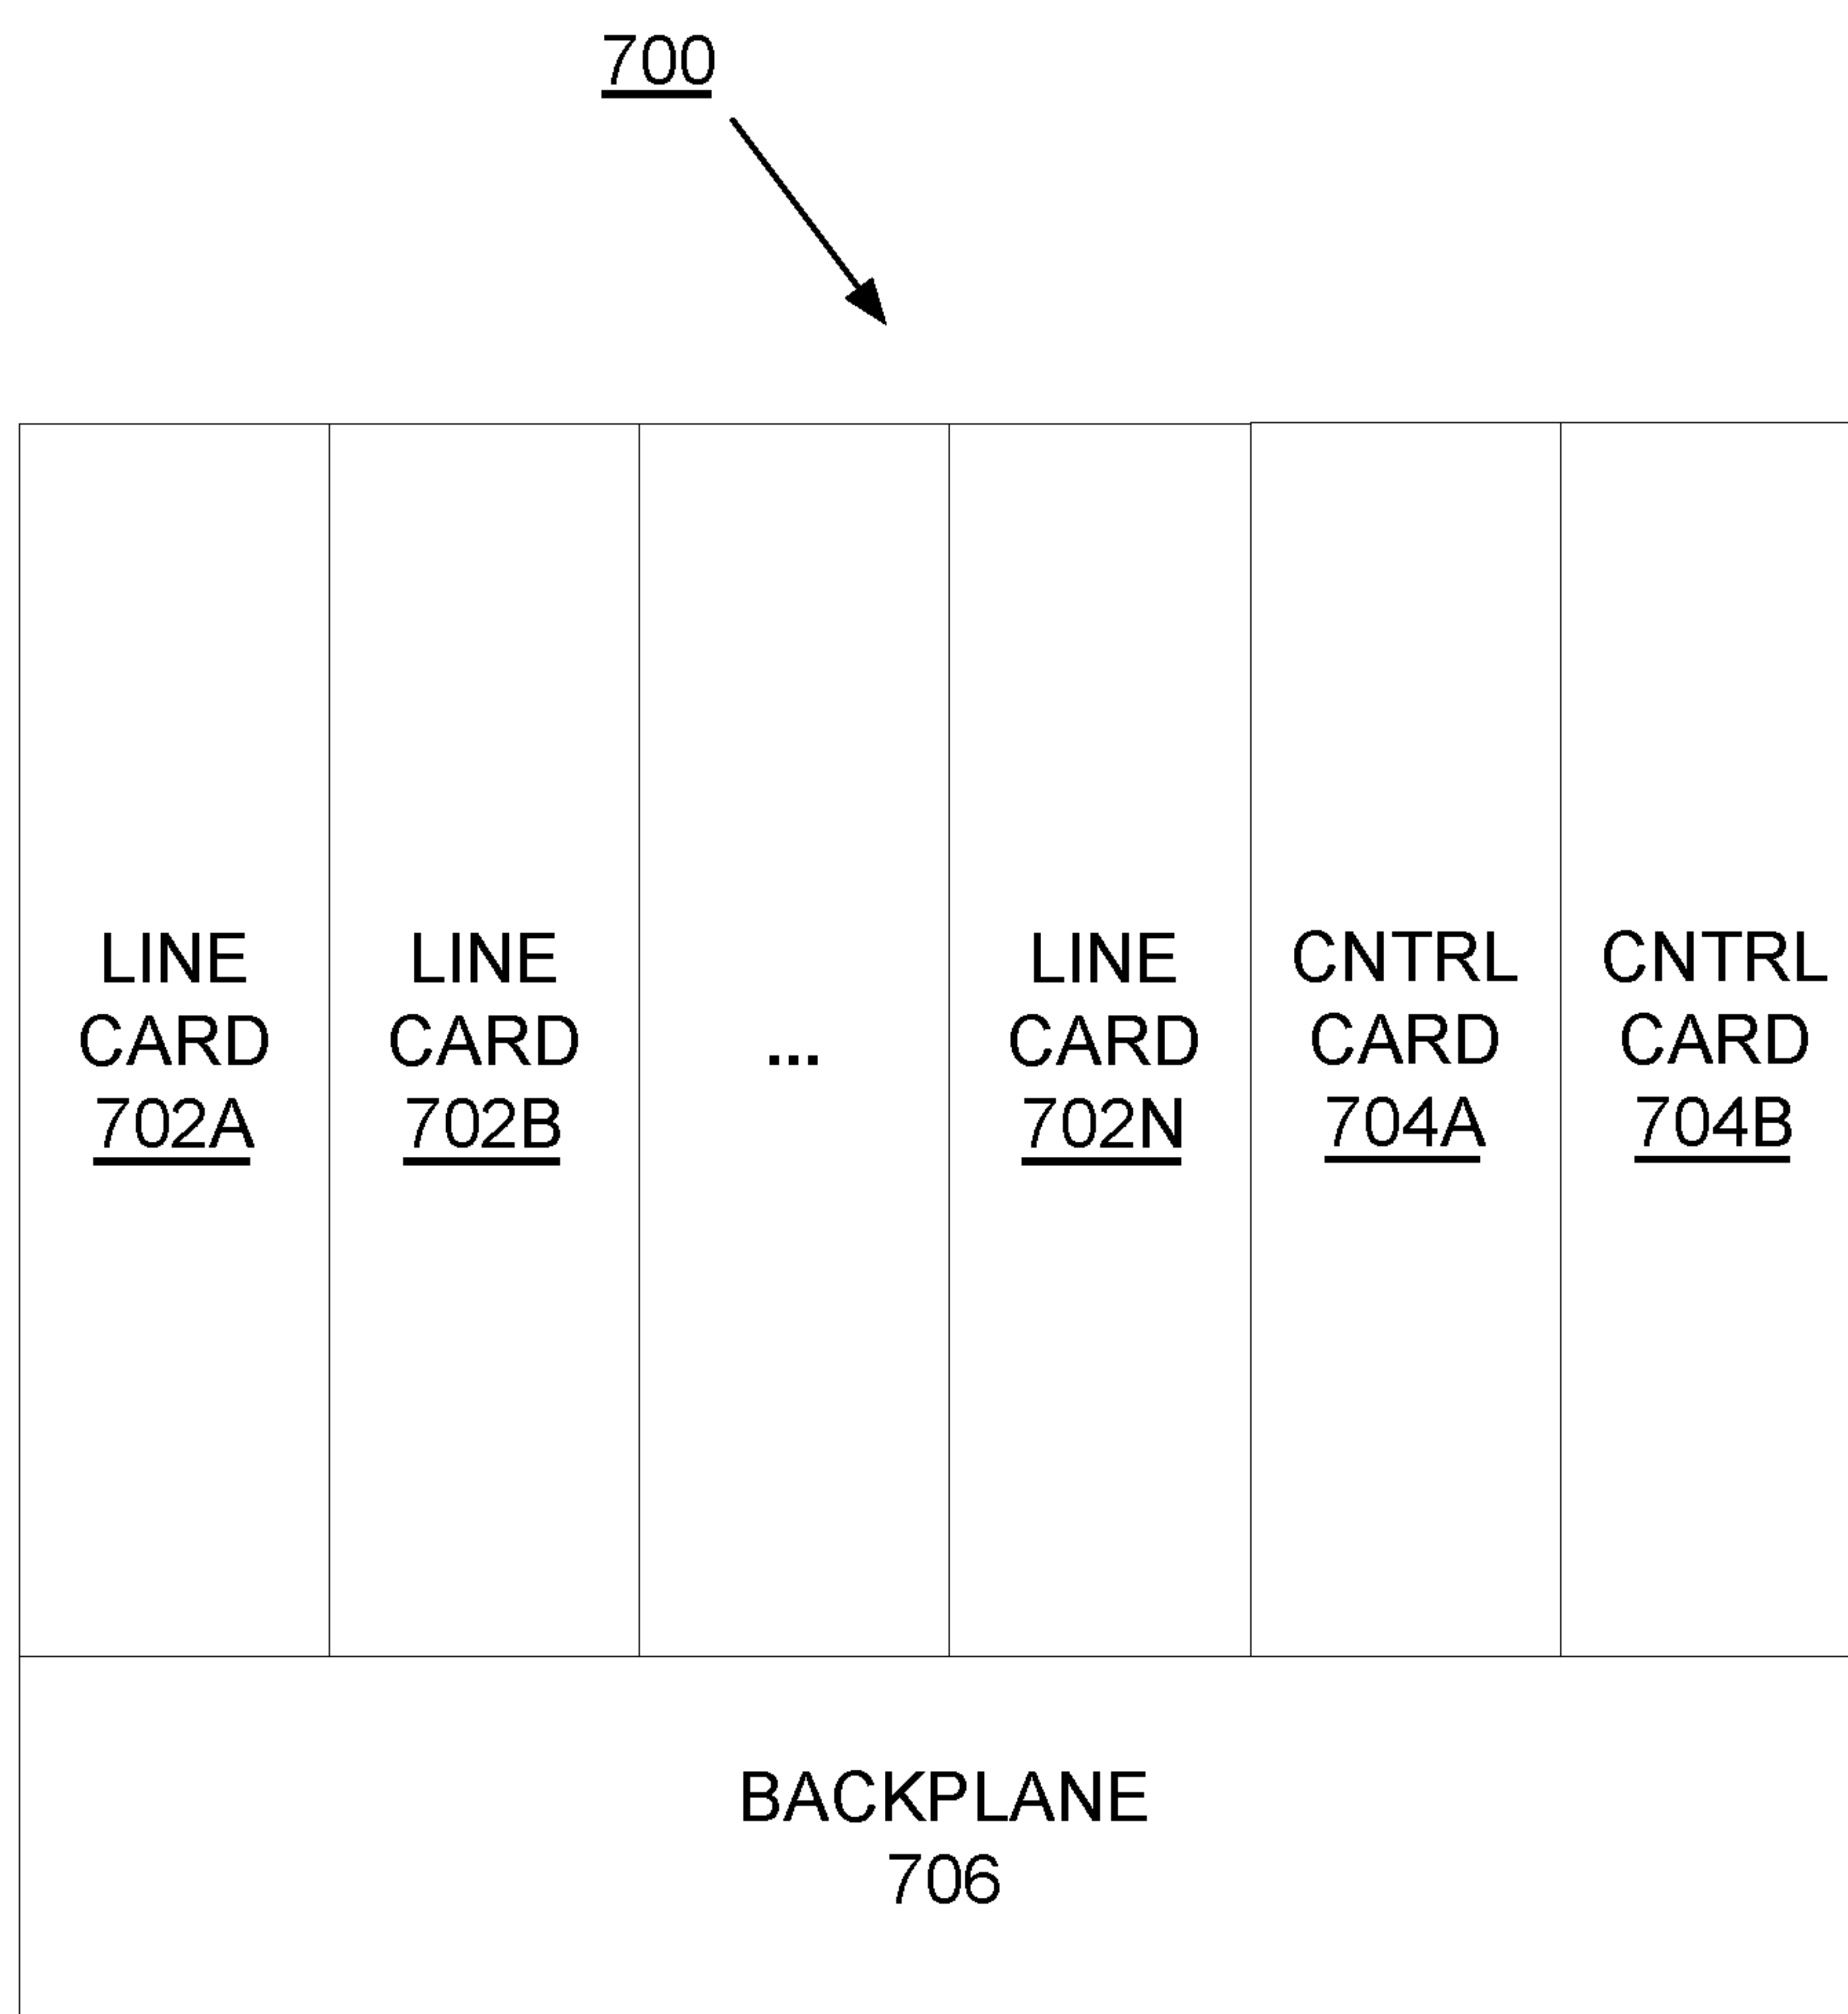 700
LINE
CARD
702A
LINE
CARD
702B
...
LINE
CARD
702N
CNTRL
CARD
704A
CNTRL
CARD
704B
BACKPLANE
706